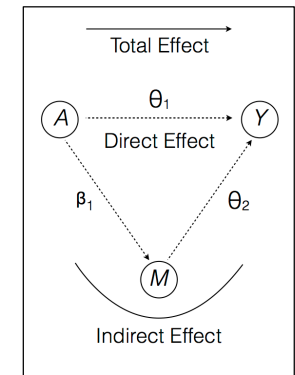 Total Effect
A θ₁ Y
Direct Effect
β₁ θ₂
M
Indirect Effect